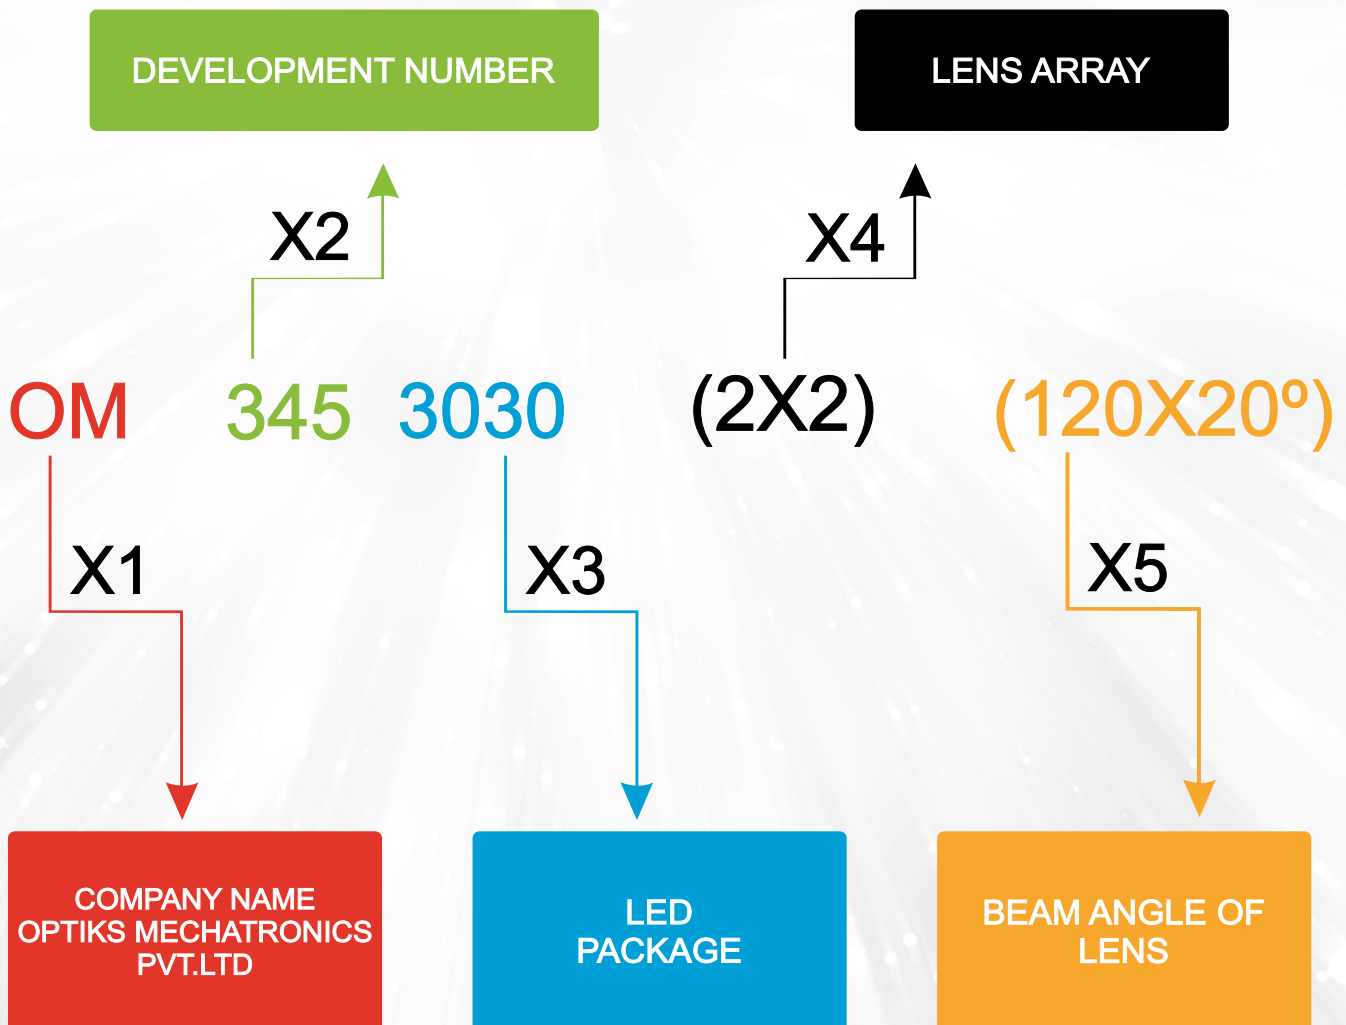 DEVELOPMENT NUMBER
LENS ARRAY
X2
X4
OM 345 3030 (2X2) (120X20º)
X1
X3
X5
COMPANY NAME
OPTIKS MECHATRONICS
PVT.LTD
LED
PACKAGE
BEAM ANGLE OF
LENS